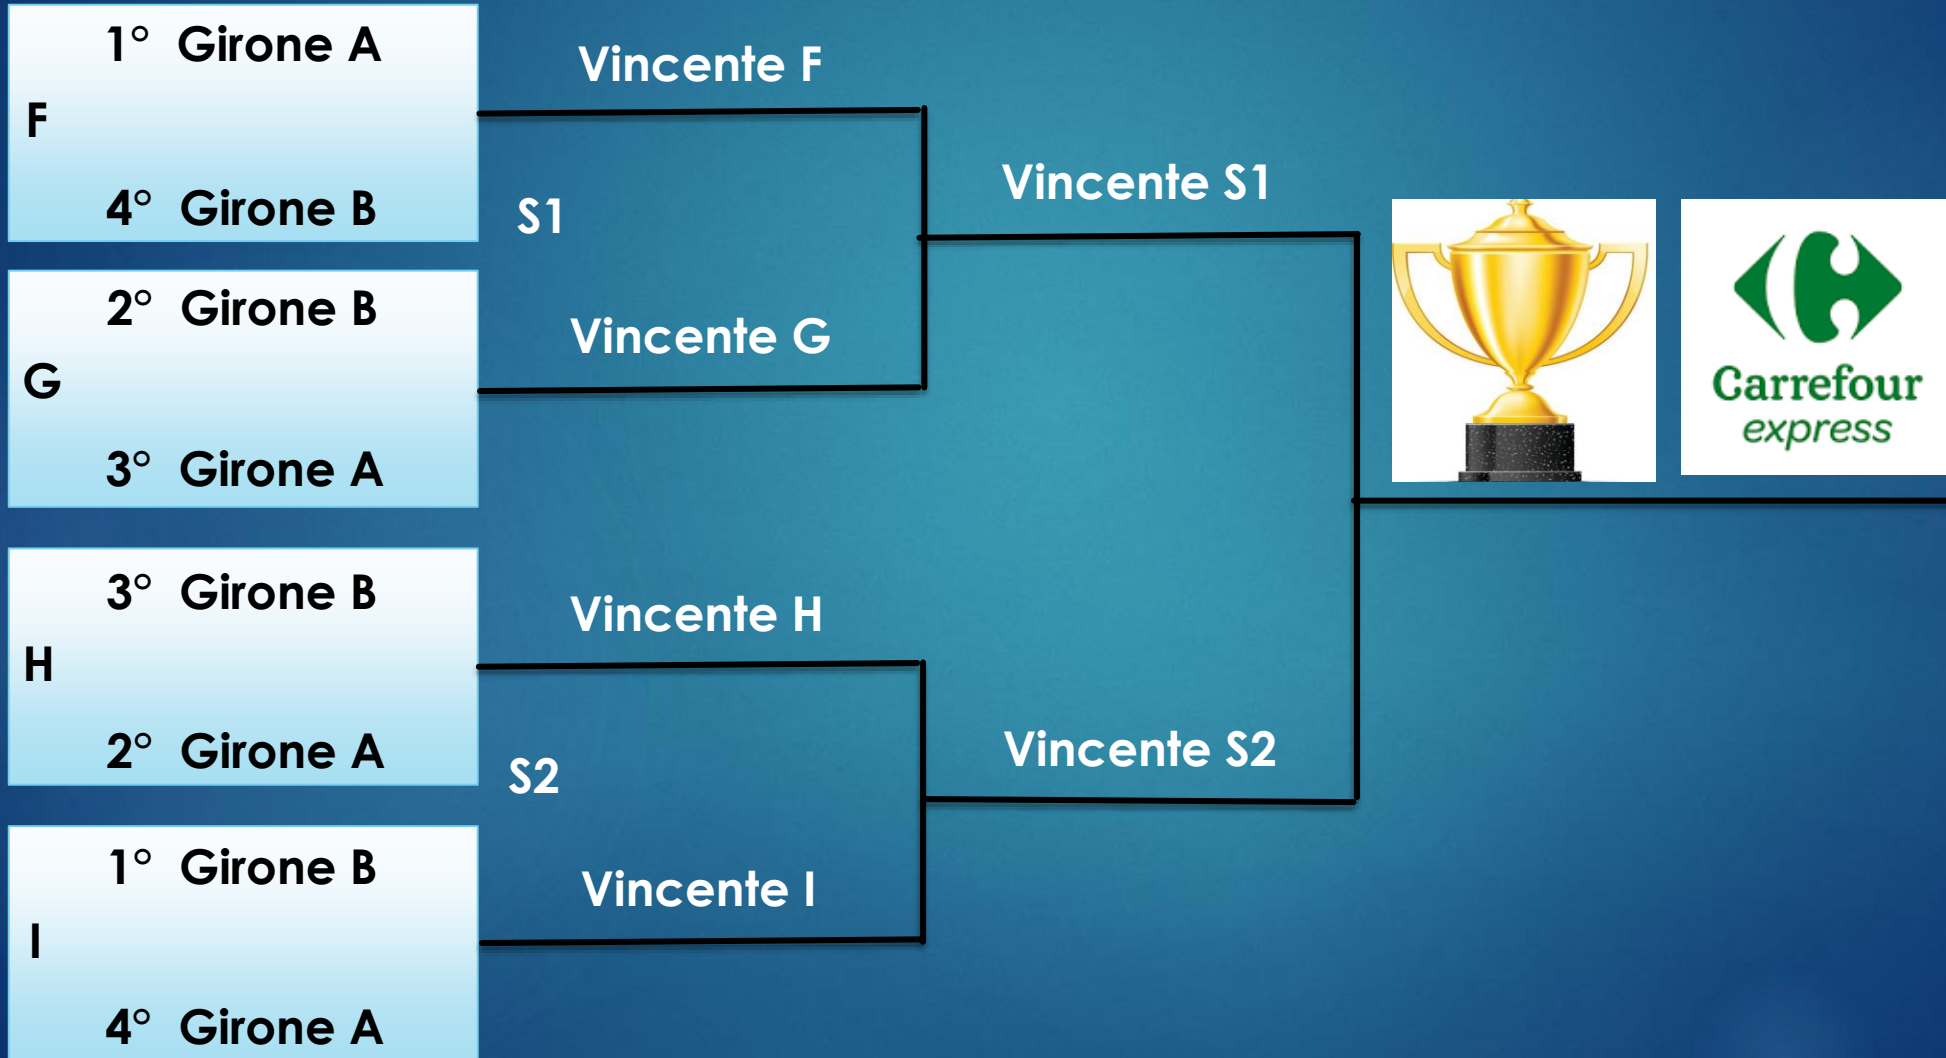 1° Girone A
F
4° Girone B
2° Girone B
G
3° Girone A
3° Girone B
H
2° Girone A
1° Girone B
I
4° Girone A
Vincente F
S1
Vincente G
Vincente H
S2
Vincente I
Vincente S1
Vincente S2
Carrefour
express